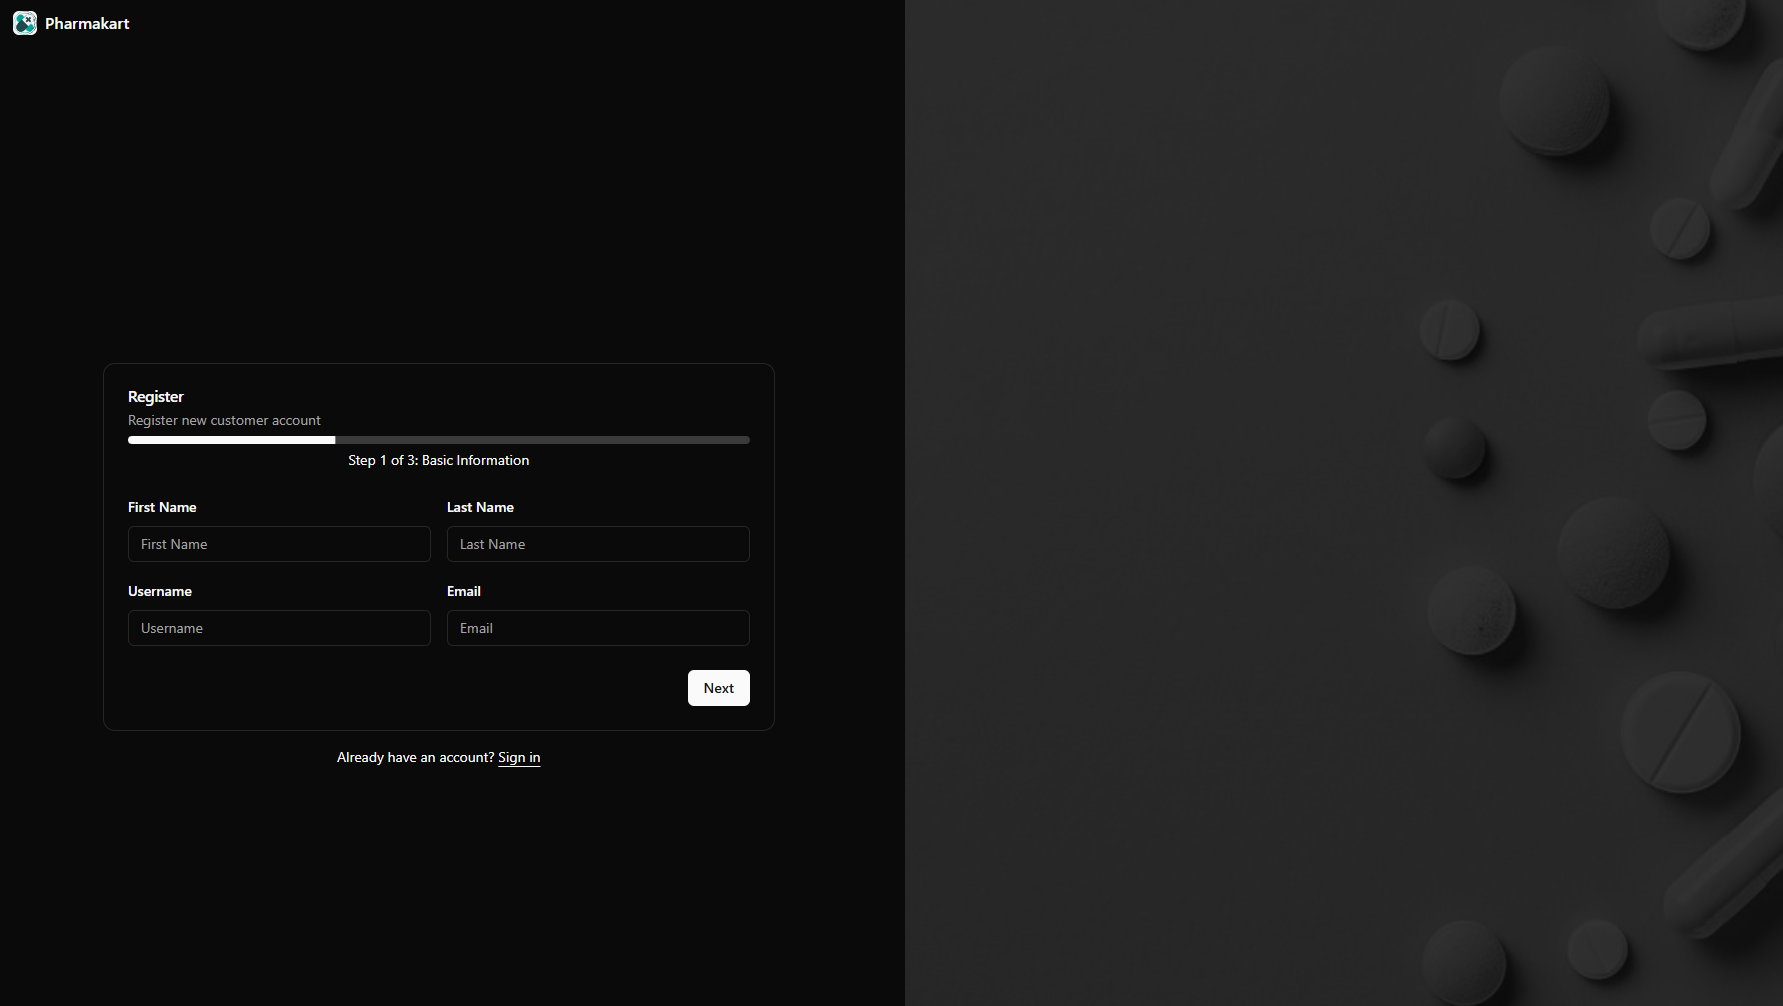 Pharmakart
Register
Register new customer account
Step 1 of 3: Basic Information
First Name
Last Name
First Name
Last Name
Username
Email
Username
Email
Next
Already have an account? Sign in